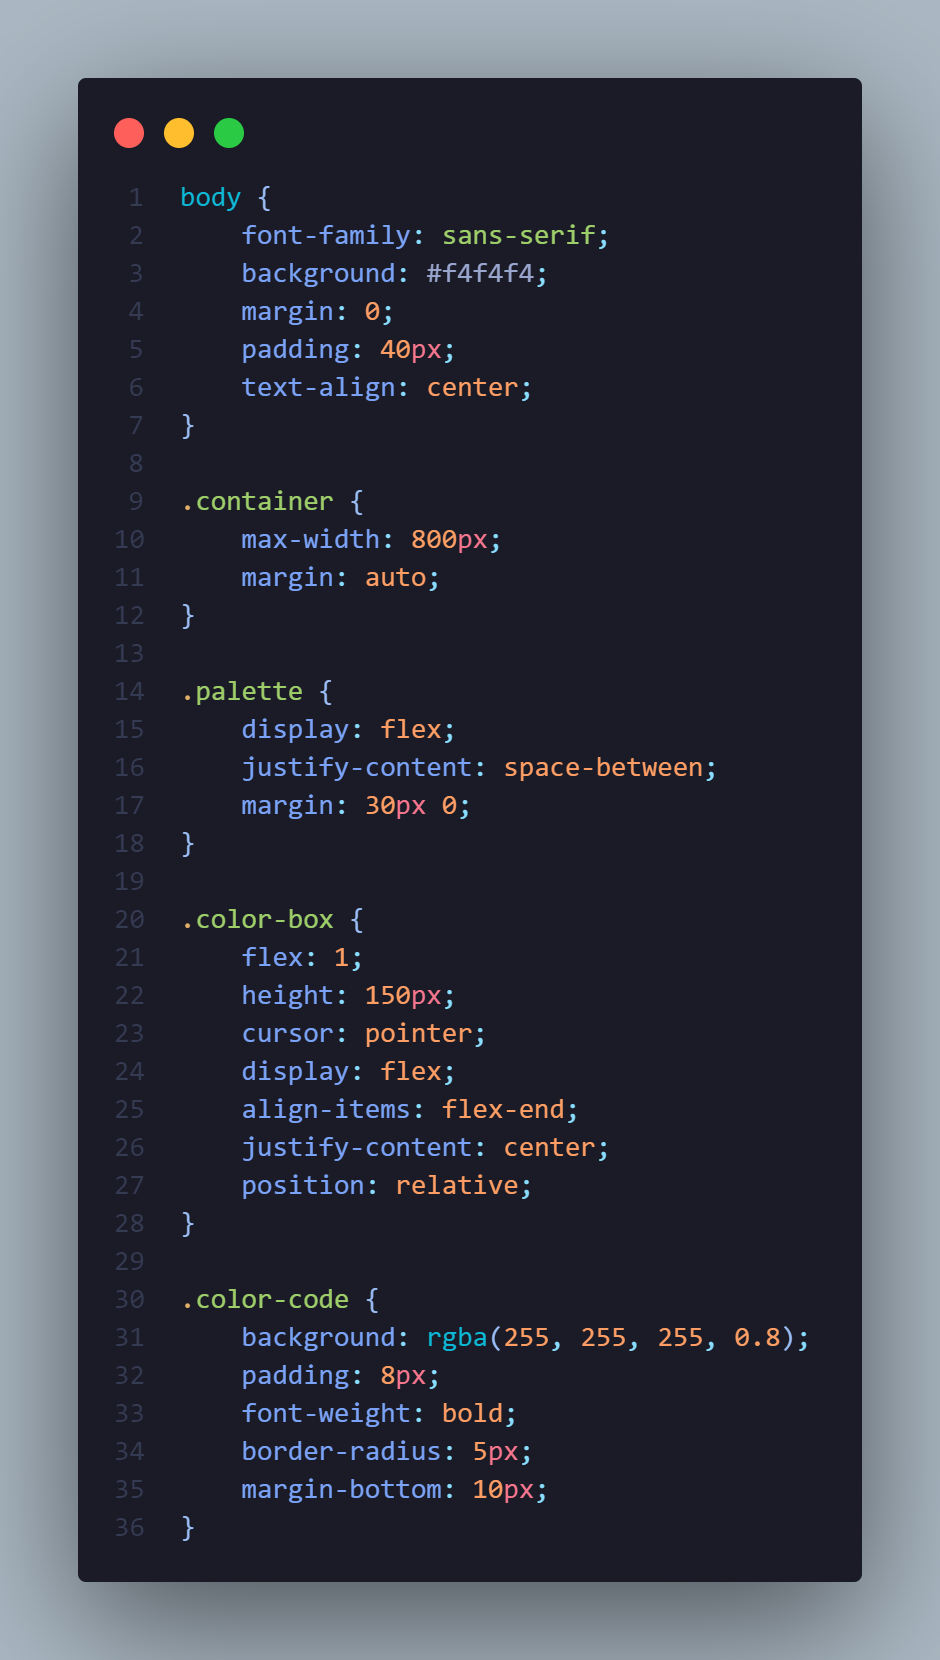 1 body {
2     font-family: sans-serif;
3     background: #f4f4f4;
4     margin: 0;
5     padding: 40px;
6     text-align: center;
7 }
8
9 .container {
10     max-width: 800px;
11     margin: auto;
12 }
13
14 .palette {
15     display: flex;
16     justify-content: space-between;
17     margin: 30px 0;
18 }
19
20 .color-box {
21     flex: 1;
22     height: 150px;
23     cursor: pointer;
24     display: flex;
25     align-items: flex-end;
26     justify-content: center;
27     position: relative;
28 }
29
30 .color-code {
31     background: rgba(255, 255, 255, 0.8);
32     padding: 8px;
33     font-weight: bold;
34     border-radius: 5px;
35     margin-bottom: 10px;
36 }